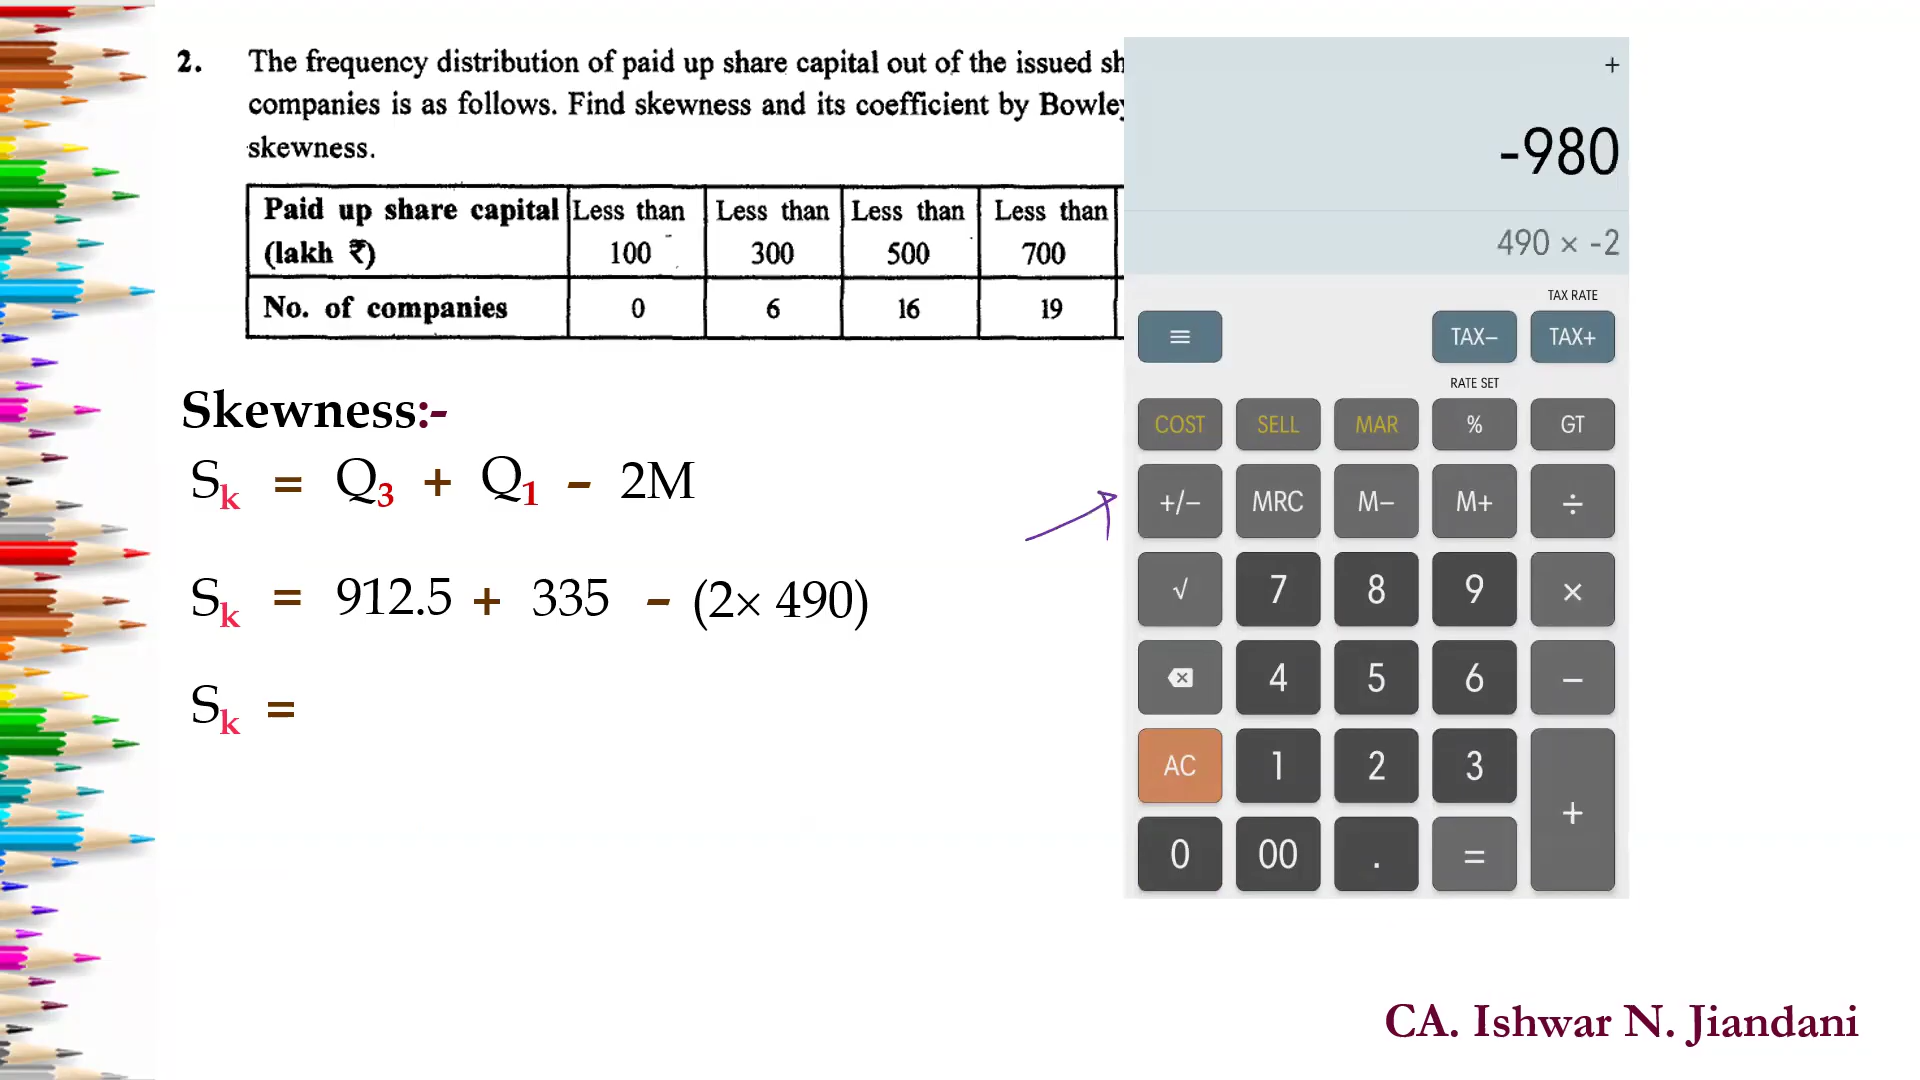 2. The frequency distribution of paid up share capital out of the issued sh
companies is as follows. Find skewness and its coefficient by Bowley
skewness.
Paid up share capital (lakh ₹) Less than 100 Less than 300 Less than 500 Less than 700
No. of companies 0 6 16 19
Skewness:-
Sk = Q3 + Q1 - 2M
Sk = 912.5 + 335 - (2× 490)
Sk =
+
-980
490 × -2
TAX RATE
≡ TAX− TAX+
RATE SET
COST SELL MAR % GT
+/− MRC M− M+ ÷
√ 7 8 9 ×
4 5 6 −
AC 1 2 3 +
0 00 . =
CA. Ishwar N. Jiandani